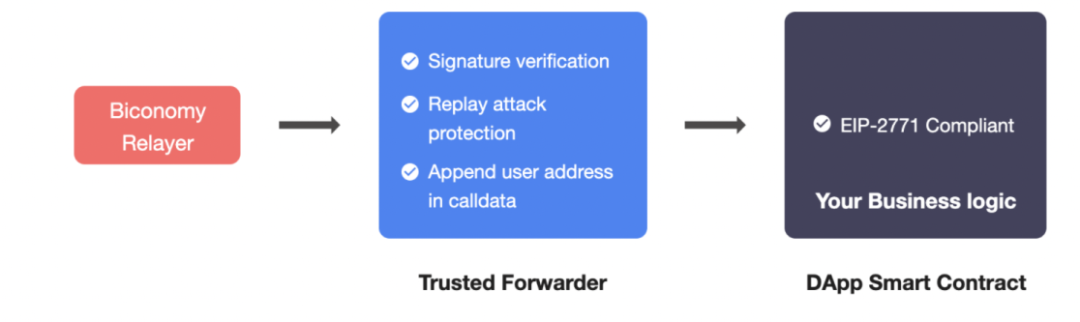 Biconomy
Relayer
Signature verification
Replay attack
protection
Append user address
in calldata
Trusted Forwarder
EIP-2771 Compliant
Your Business logic
DApp Smart Contract